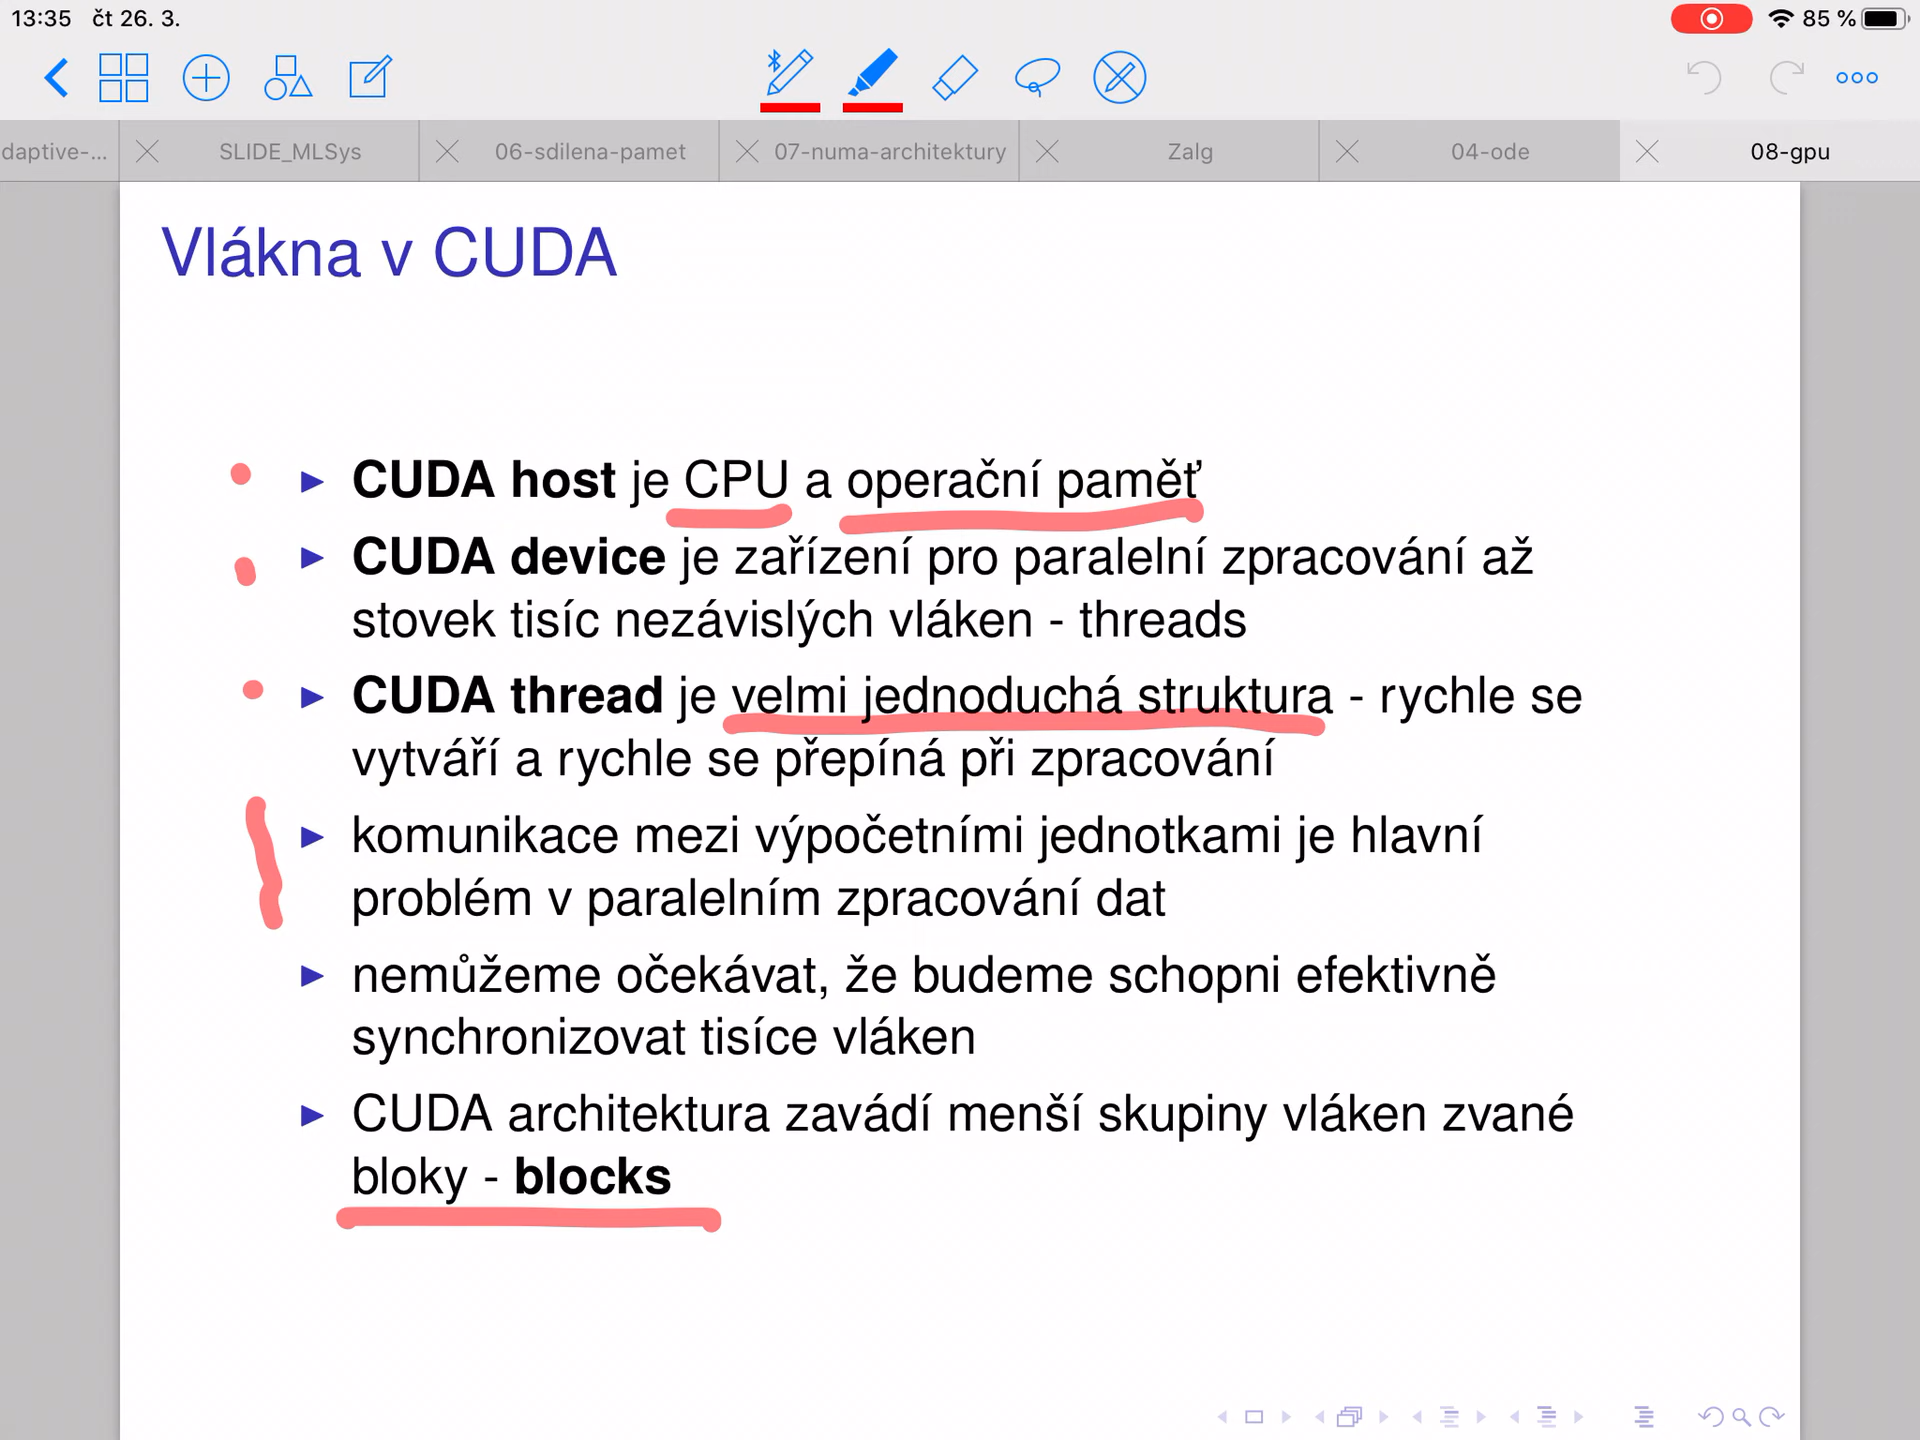 13:35 čt 26. 3.
85 %
daptive-...
SLIDE_MLSys
06-sdilena-pamet
07-numa-architektury
Zalg
04-ode
08-gpu
Vlákna v CUDA
CUDA host je CPU a operační paměť
CUDA device je zařízení pro paralelní zpracování až
stovek tisíc nezávislých vláken - threads
CUDA thread je velmi jednoduchá struktura - rychle se
vytváří a rychle se přepíná při zpracování
komunikace mezi výpočetními jednotkami je hlavní
problém v paralelním zpracování dat
nemůžeme očekávat, že budeme schopni efektivně
synchronizovat tisíce vláken
CUDA architektura zavádí menší skupiny vláken zvané
bloky - blocks